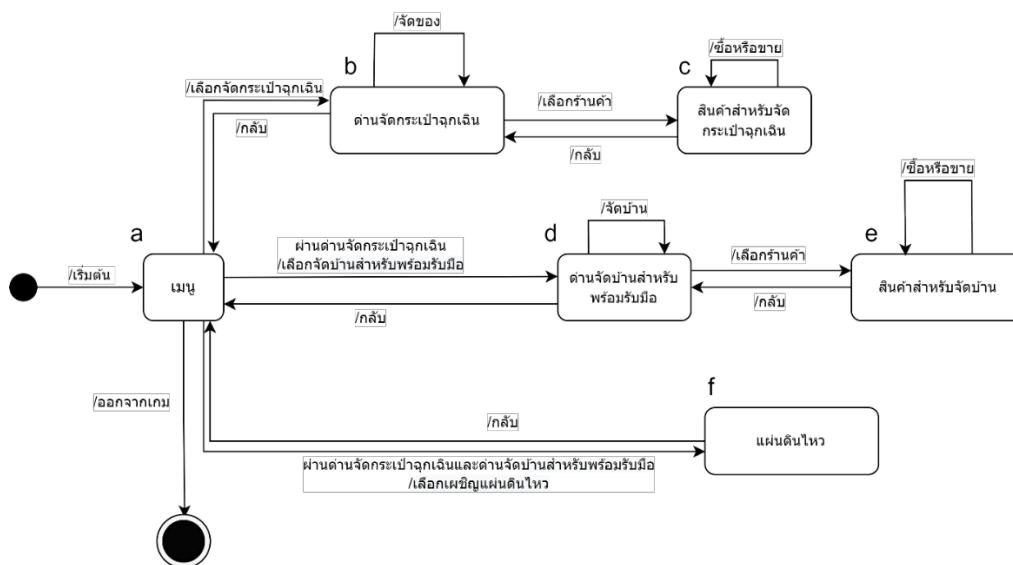 /จัดของ
b
/ซื้อหรือขาย
c
/เลือกจัดกระเป๋าฉุกเฉิน
ด่านจัดกระเป๋าฉุกเฉิน
/เลือกร้านค้า
สินค้าสำหรับจัด
กระเป๋าฉุกเฉิน
/กลับ
/กลับ
/ซื้อหรือขาย
/จัดบ้าน
a
ผ่านด่านจัดกระเป๋าฉุกเฉิน
/เลือกจัดบ้านสำหรับพร้อมรับมือ
d
e
/เริ่มต้น
เมนู
ด่านจัดบ้านสำหรับ
พร้อมรับมือ
/เลือกร้านค้า
สินค้าสำหรับจัดบ้าน
/กลับ
/กลับ
f
/ออกจากเกม
/กลับ
แผ่นดินไหว
ผ่านด่านจัดกระเป๋าฉุกเฉินและด่านจัดบ้านสำหรับพร้อมรับมือ
/เลือกเผชิญแผ่นดินไหว